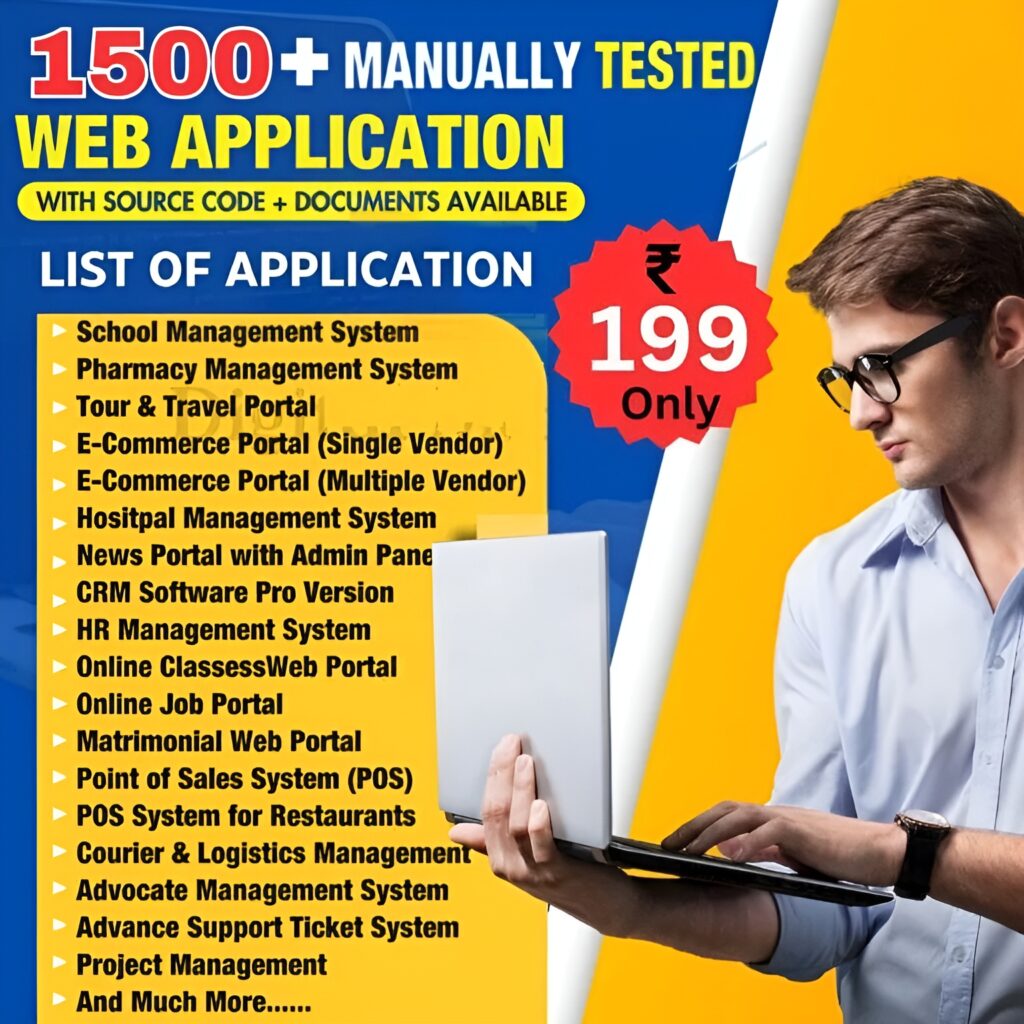 1500+ MANUALLY TESTED
WEB APPLICATION
WITH SOURCE CODE + DOCUMENTS AVAILABLE
LIST OF APPLICATION
₹
199
Only
School Management System
Pharmacy Management System
Tour & Travel Portal
E-Commerce Portal (Single Vendor)
E-Commerce Portal (Multiple Vendor)
Hositpal Management System
News Portal with Admin Pane
CRM Software Pro Version
HR Management System
Online ClassessWeb Portal
Online Job Portal
Matrimonial Web Portal
Point of Sales System (POS)
POS System for Restaurants
Courier & Logistics Management
Advocate Management System
Advance Support Ticket System
Project Management
And Much More......